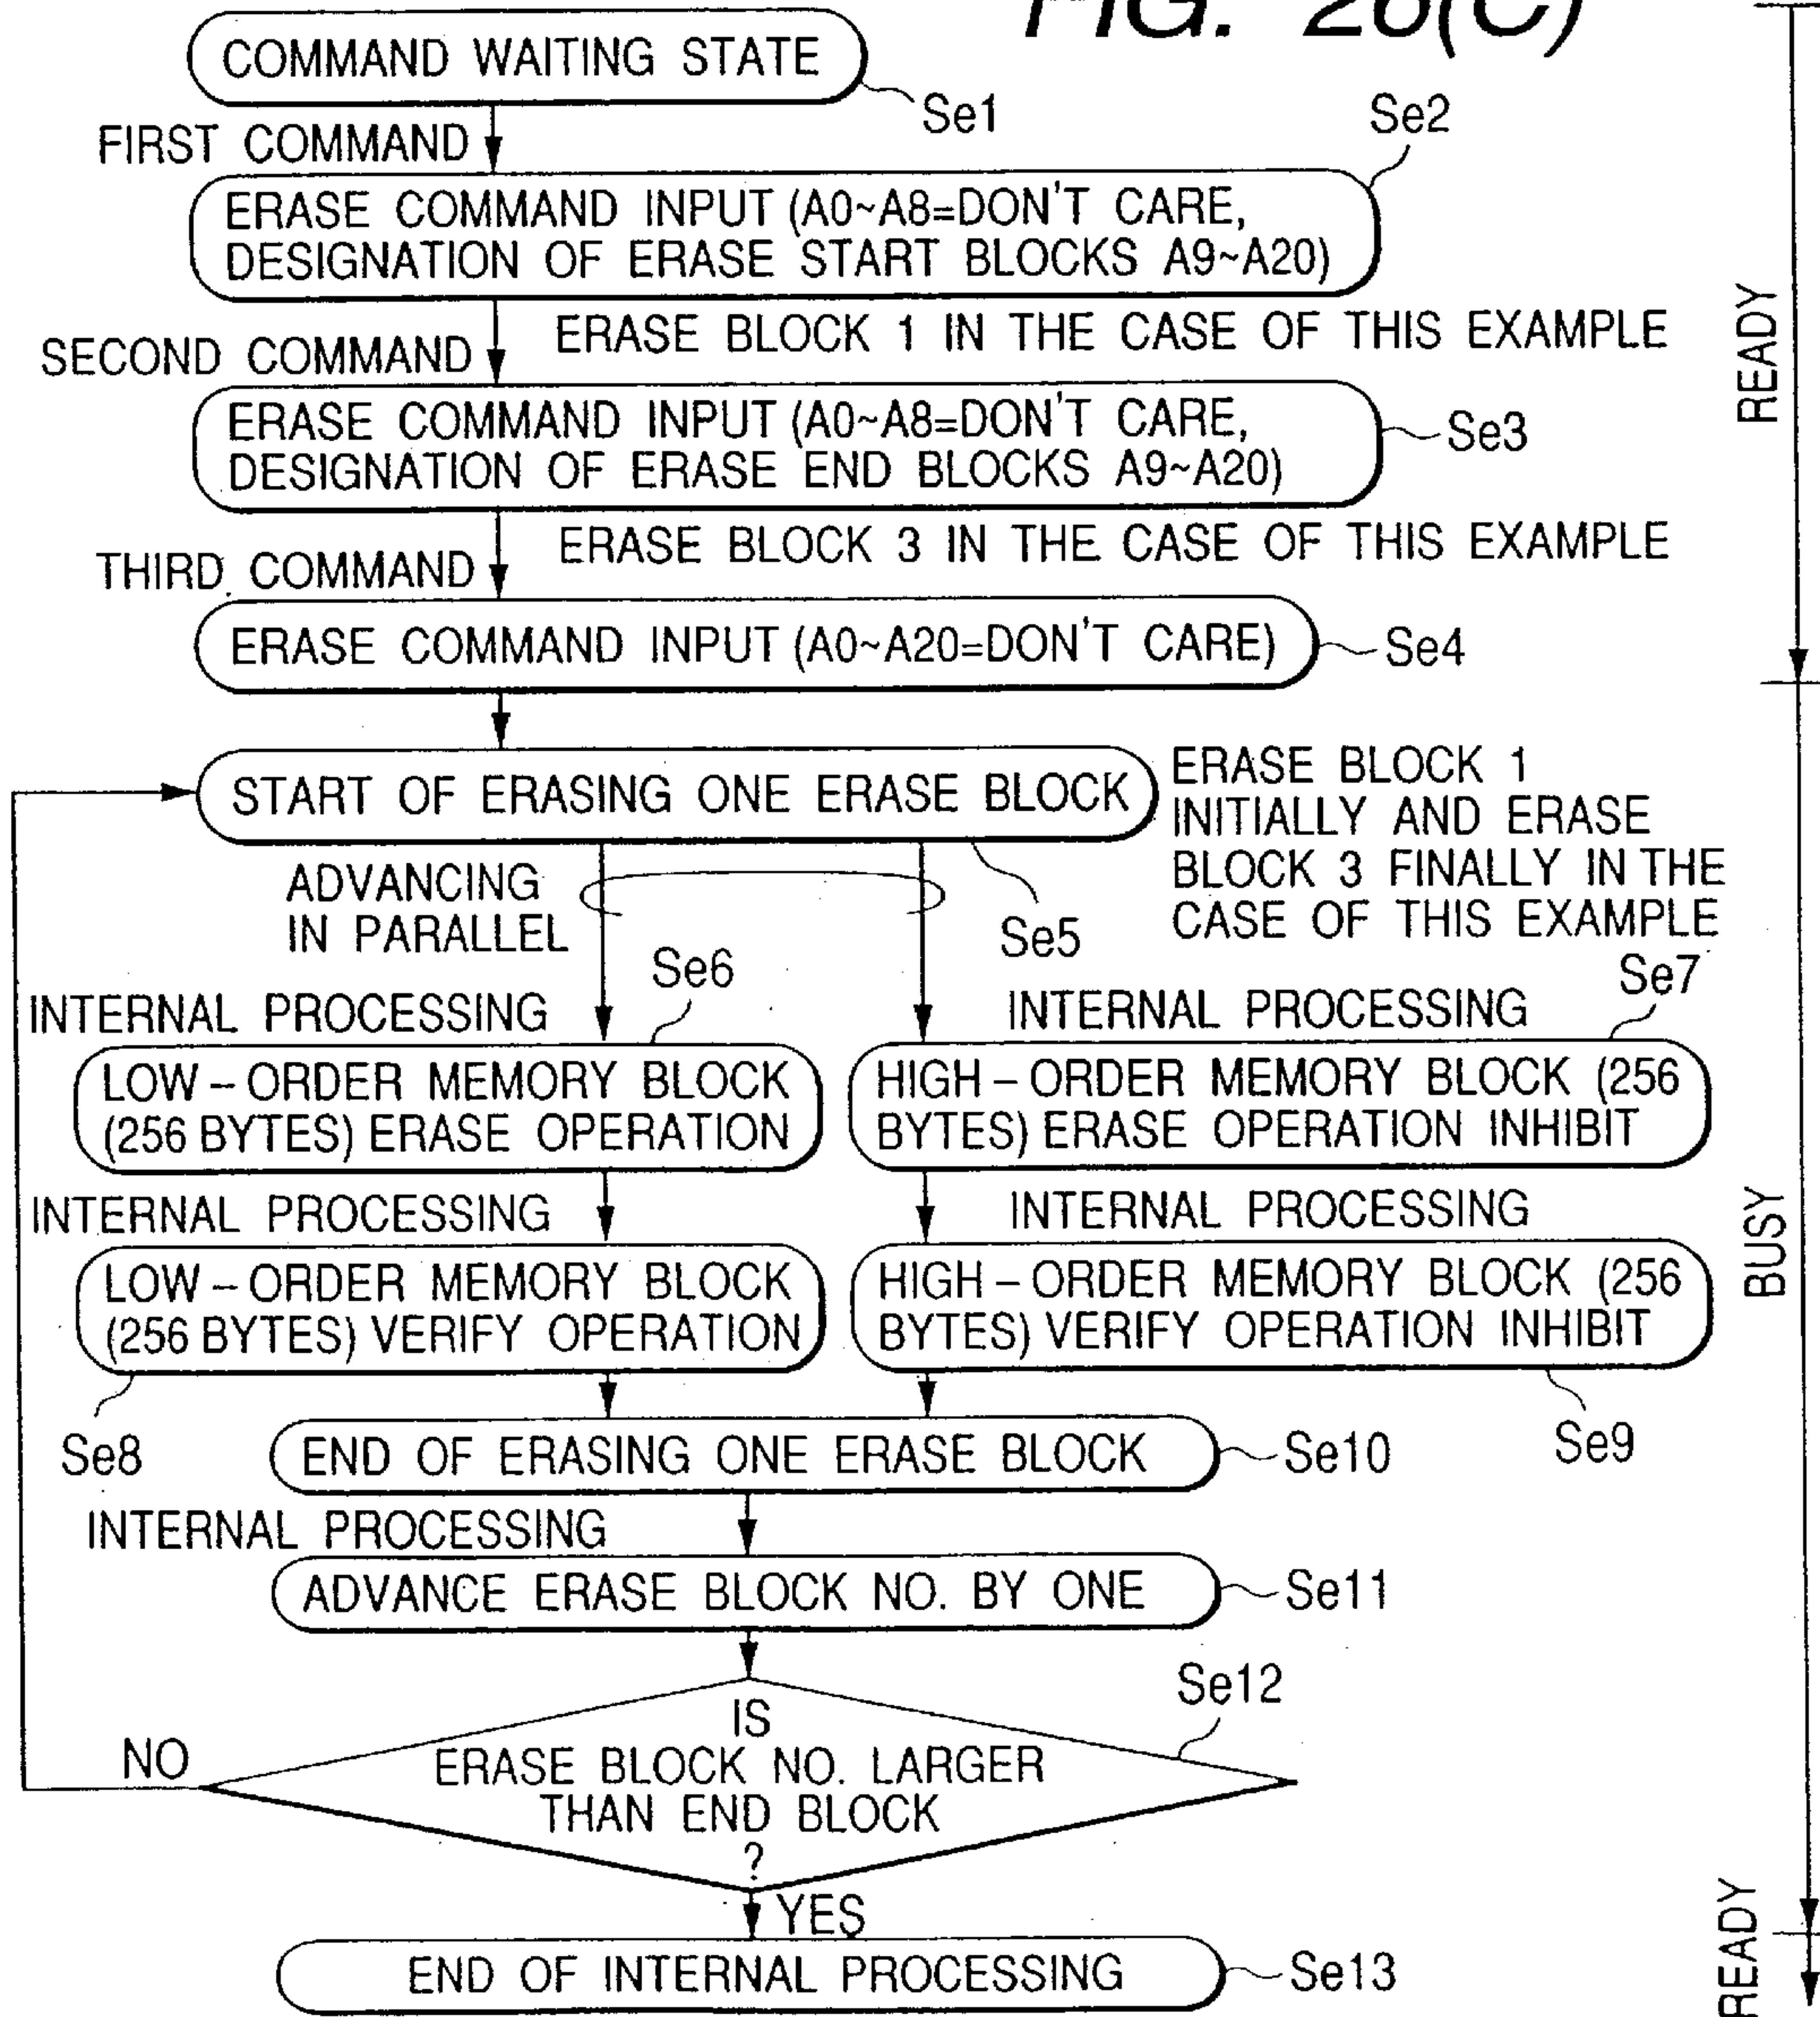 FIG. 26(C)
COMMAND WAITING STATE
Se1
Se2
FIRST COMMAND
ERASE COMMAND INPUT (A0~A8=DON'T CARE,
DESIGNATION OF ERASE START BLOCKS A9~A20)
ERASE BLOCK 1 IN THE CASE OF THIS EXAMPLE
SECOND COMMAND
READY
ERASE COMMAND INPUT (A0~A8=DON'T CARE,
DESIGNATION OF ERASE END BLOCKS A9~A20)
Se3
ERASE BLOCK 3 IN THE CASE OF THIS EXAMPLE
THIRD COMMAND
ERASE COMMAND INPUT (A0~A20=DON'T CARE)
Se4
START OF ERASING ONE ERASE BLOCK
ERASE BLOCK 1
INITIALLY AND ERASE
BLOCK 3 FINALLY IN THE
CASE OF THIS EXAMPLE
ADVANCING
IN PARALLEL
Se5
Se6
Se7
INTERNAL PROCESSING
INTERNAL PROCESSING
LOW-ORDER MEMORY BLOCK
(256 BYTES) ERASE OPERATION
HIGH-ORDER MEMORY BLOCK (256
BYTES) ERASE OPERATION INHIBIT
INTERNAL PROCESSING
INTERNAL PROCESSING
BUSY
LOW-ORDER MEMORY BLOCK
(256 BYTES) VERIFY OPERATION
HIGH-ORDER MEMORY BLOCK (256
BYTES) VERIFY OPERATION INHIBIT
Se8
Se9
END OF ERASING ONE ERASE BLOCK
Se10
INTERNAL PROCESSING
ADVANCE ERASE BLOCK NO. BY ONE
Se11
Se12
IS
ERASE BLOCK NO. LARGER
THAN END BLOCK
?
NO
YES
READY
END OF INTERNAL PROCESSING
Se13